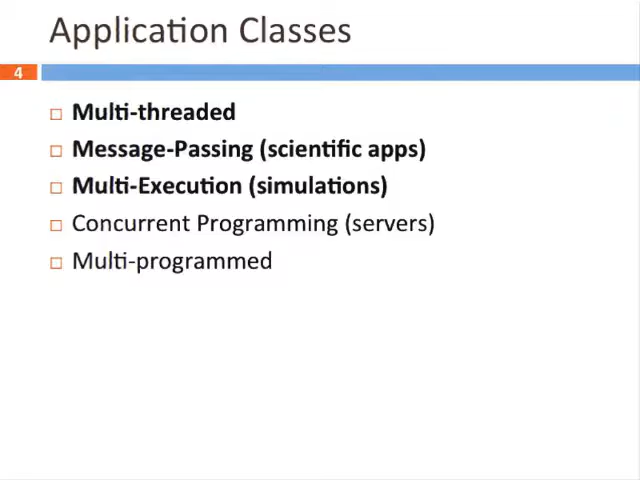 Application Classes
4
Multi-threaded
Message-Passing (scientific apps)
Multi-Execution (simulations)
Concurrent Programming (servers)
Multi-programmed